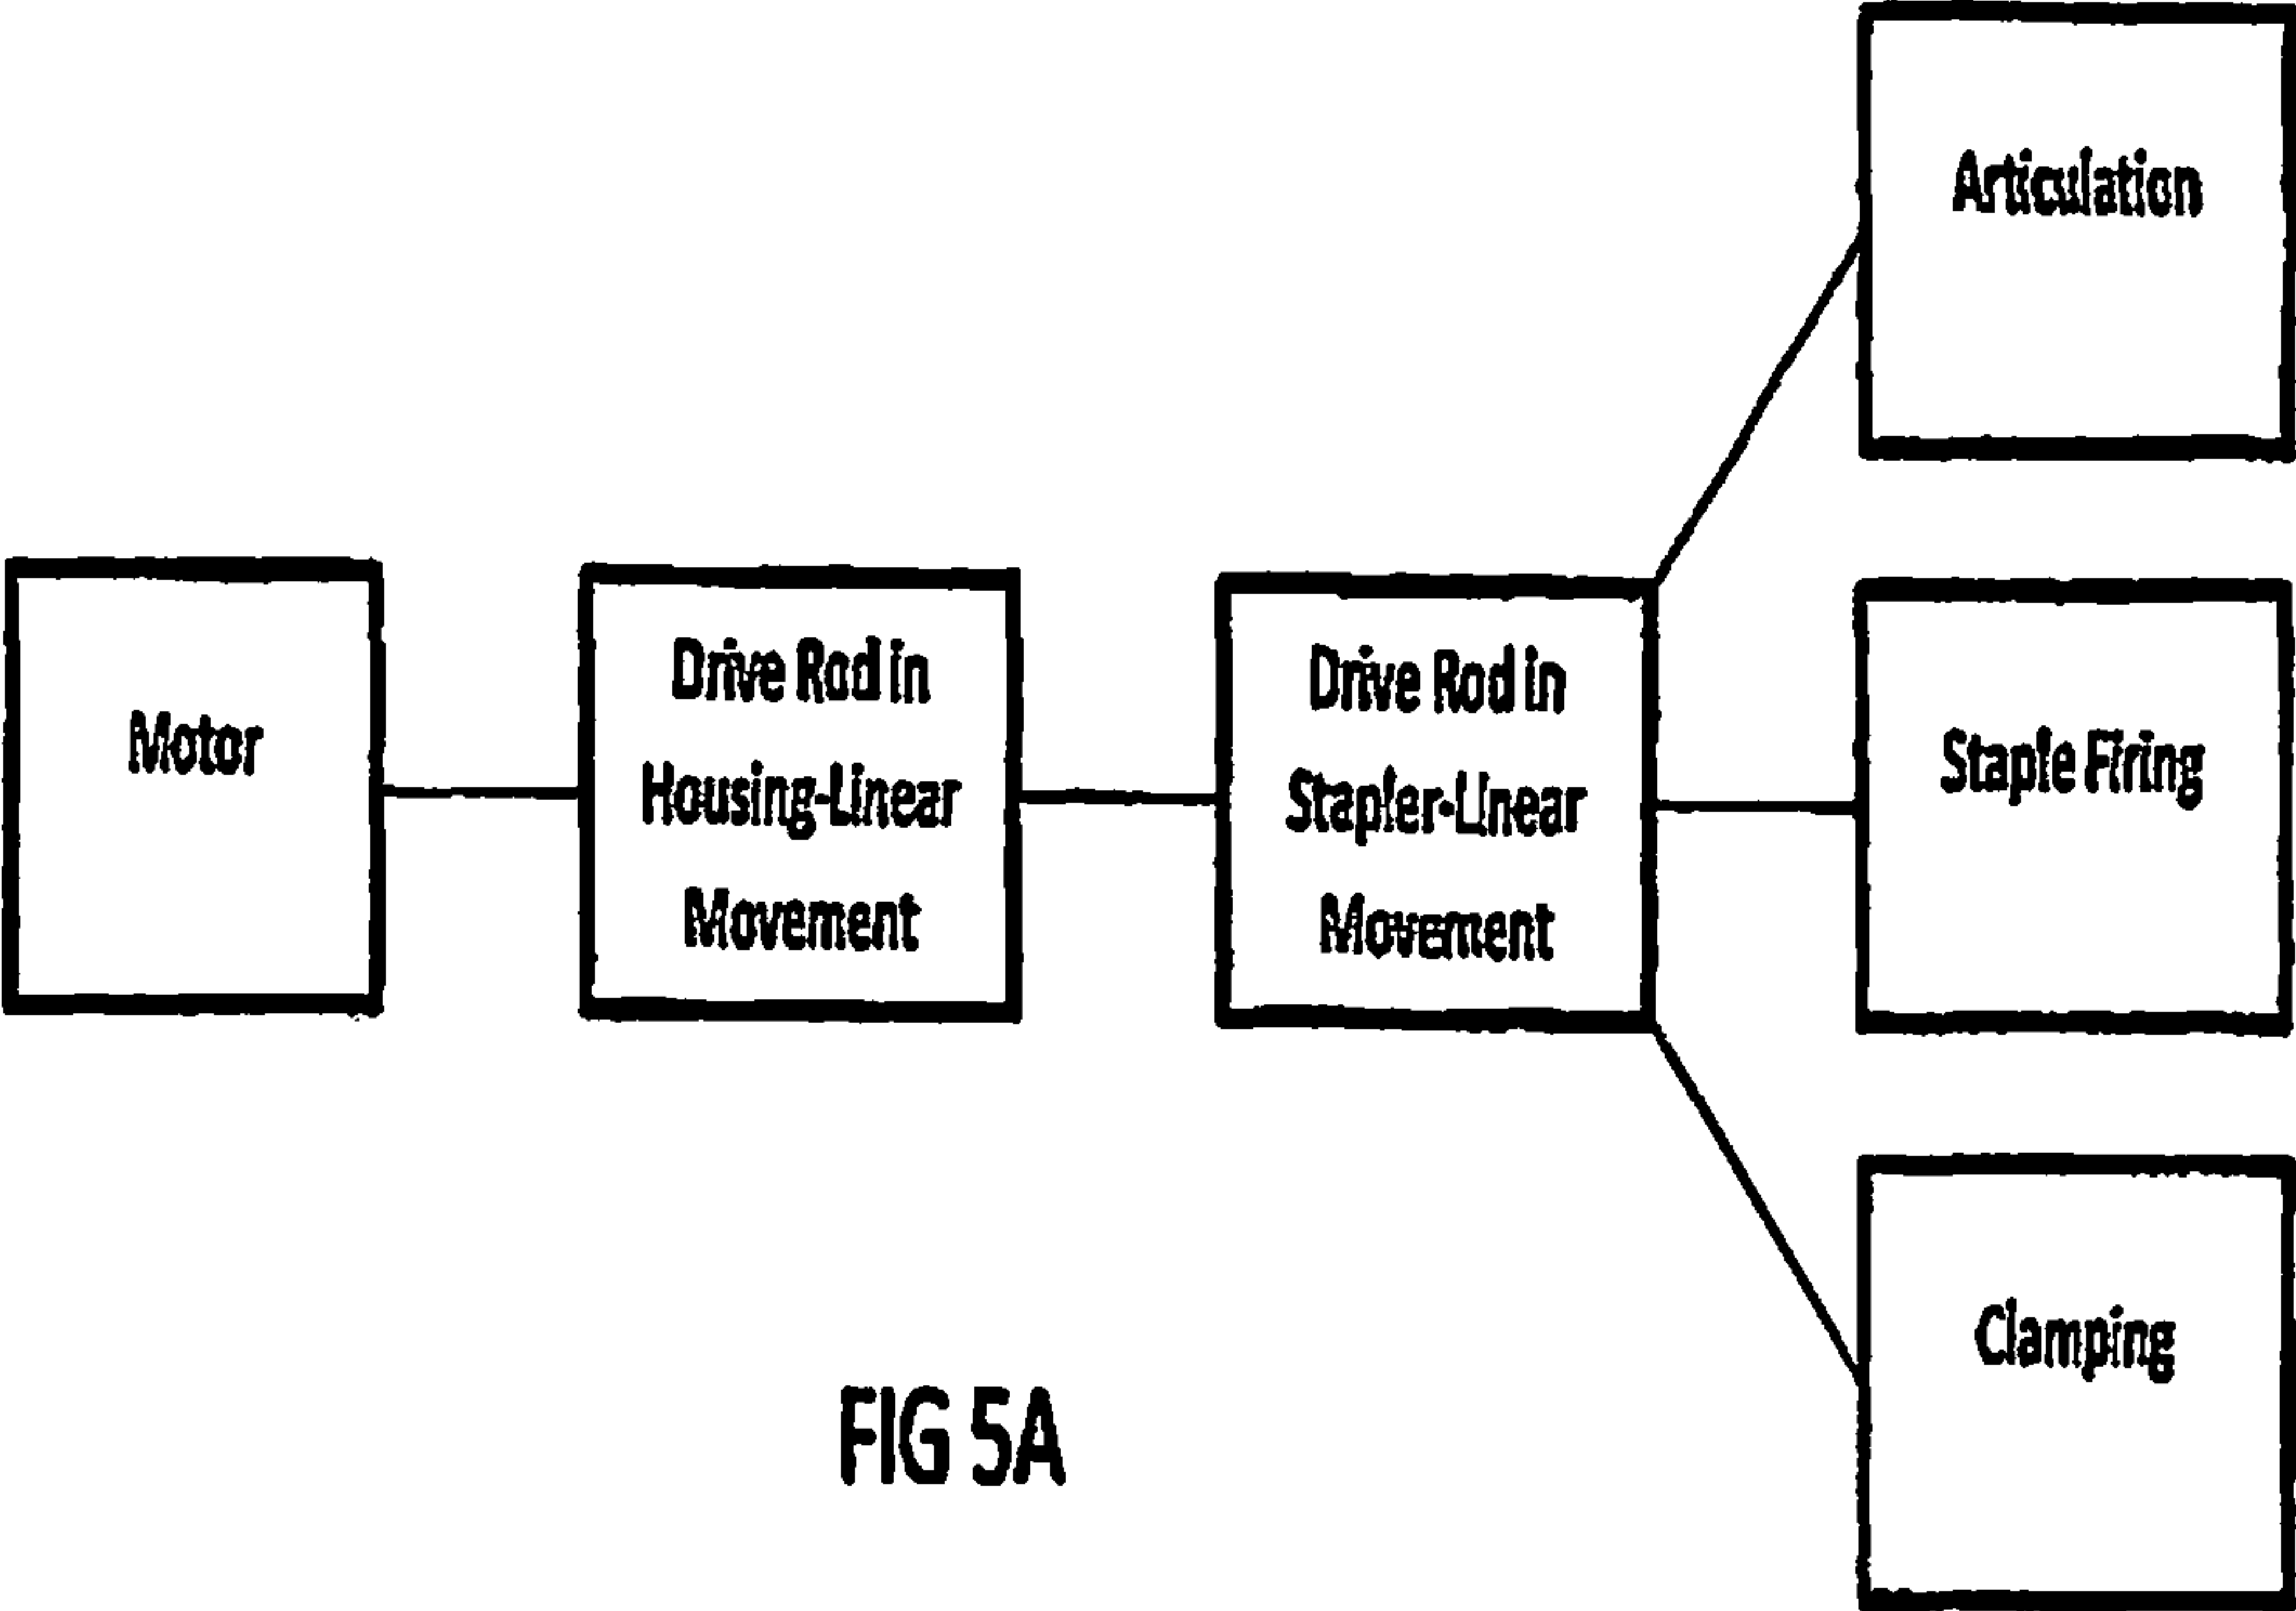 Motor
Drive Rod in
Housing-Linear
Movement
Drive Rod in
Stapler-Linear
Movement
Articulation
Staple Firing
Clamping
FIG 5A